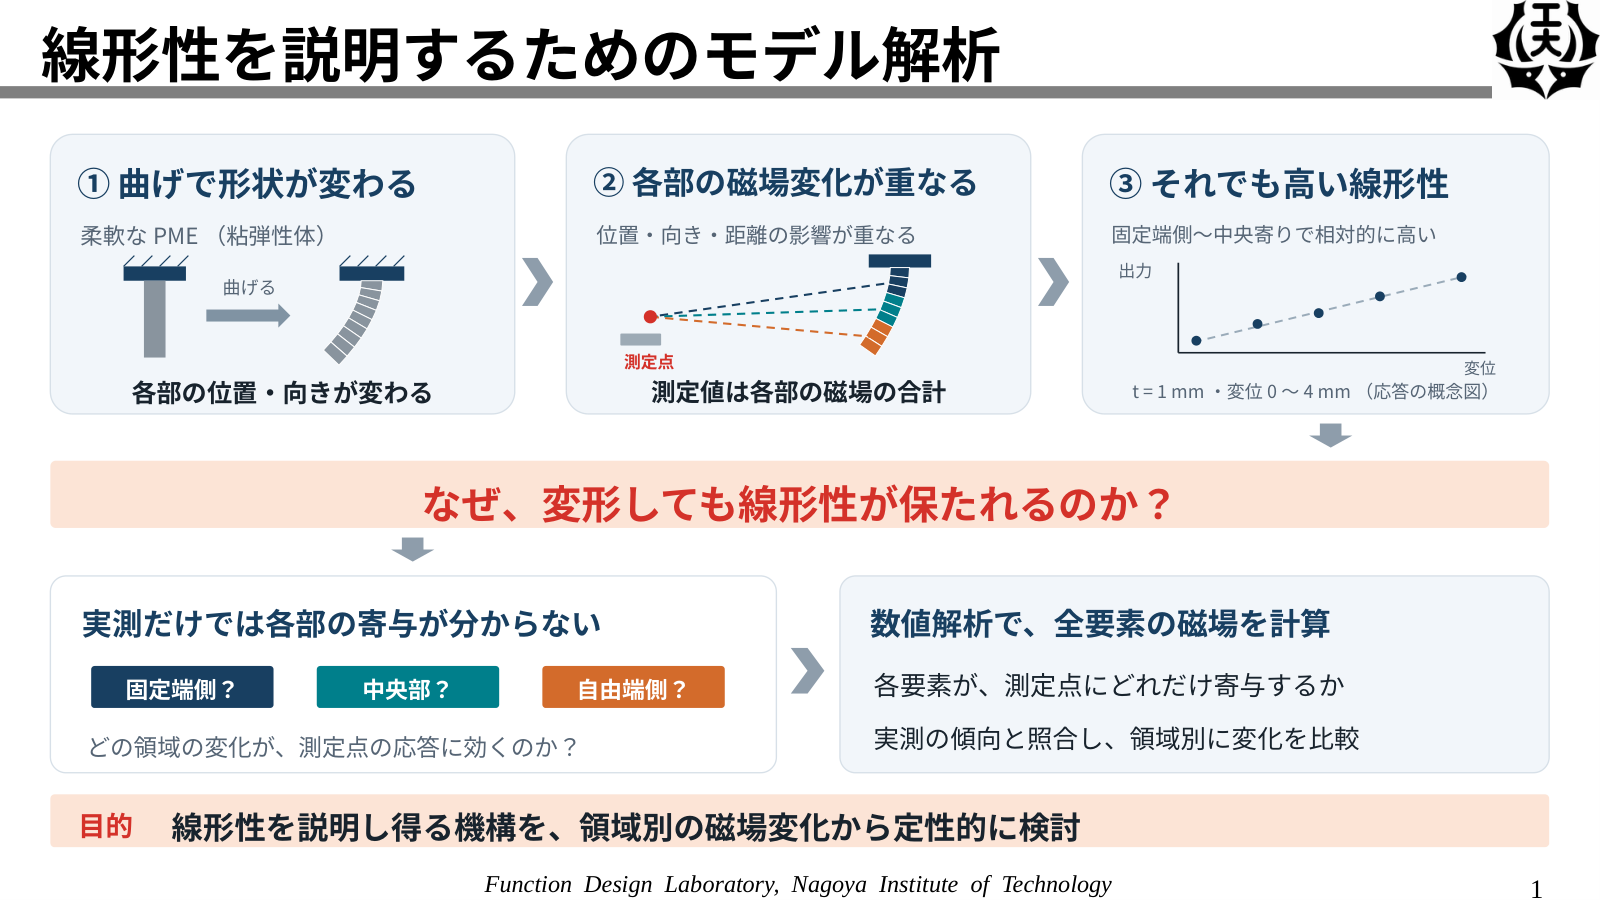 線形性を説明するためのモデル解析
① 曲げで形状が変わる
柔軟な PME （粘弾性体）
曲げる
各部の位置・向きが変わる
② 各部の磁場変化が重なる
位置・向き・距離の影響が重なる
測定点
測定値は各部の磁場の合計
③ それでも高い線形性
固定端側～中央寄りで相対的に高い
出力
変位
t = 1 mm ・変位 0 ～ 4 mm （応答の概念図）
なぜ、変形しても線形性が保たれるのか？
実測だけでは各部の寄与が分からない
固定端側？
中央部？
自由端側？
どの領域の変化が、測定点の応答に効くのか？
数値解析で、全要素の磁場を計算
各要素が、測定点にどれだけ寄与するか
実測の傾向と照合し、領域別に変化を比較
目的 線形性を説明し得る機構を、領域別の磁場変化から定性的に検討
Function Design Laboratory, Nagoya Institute of Technology
1